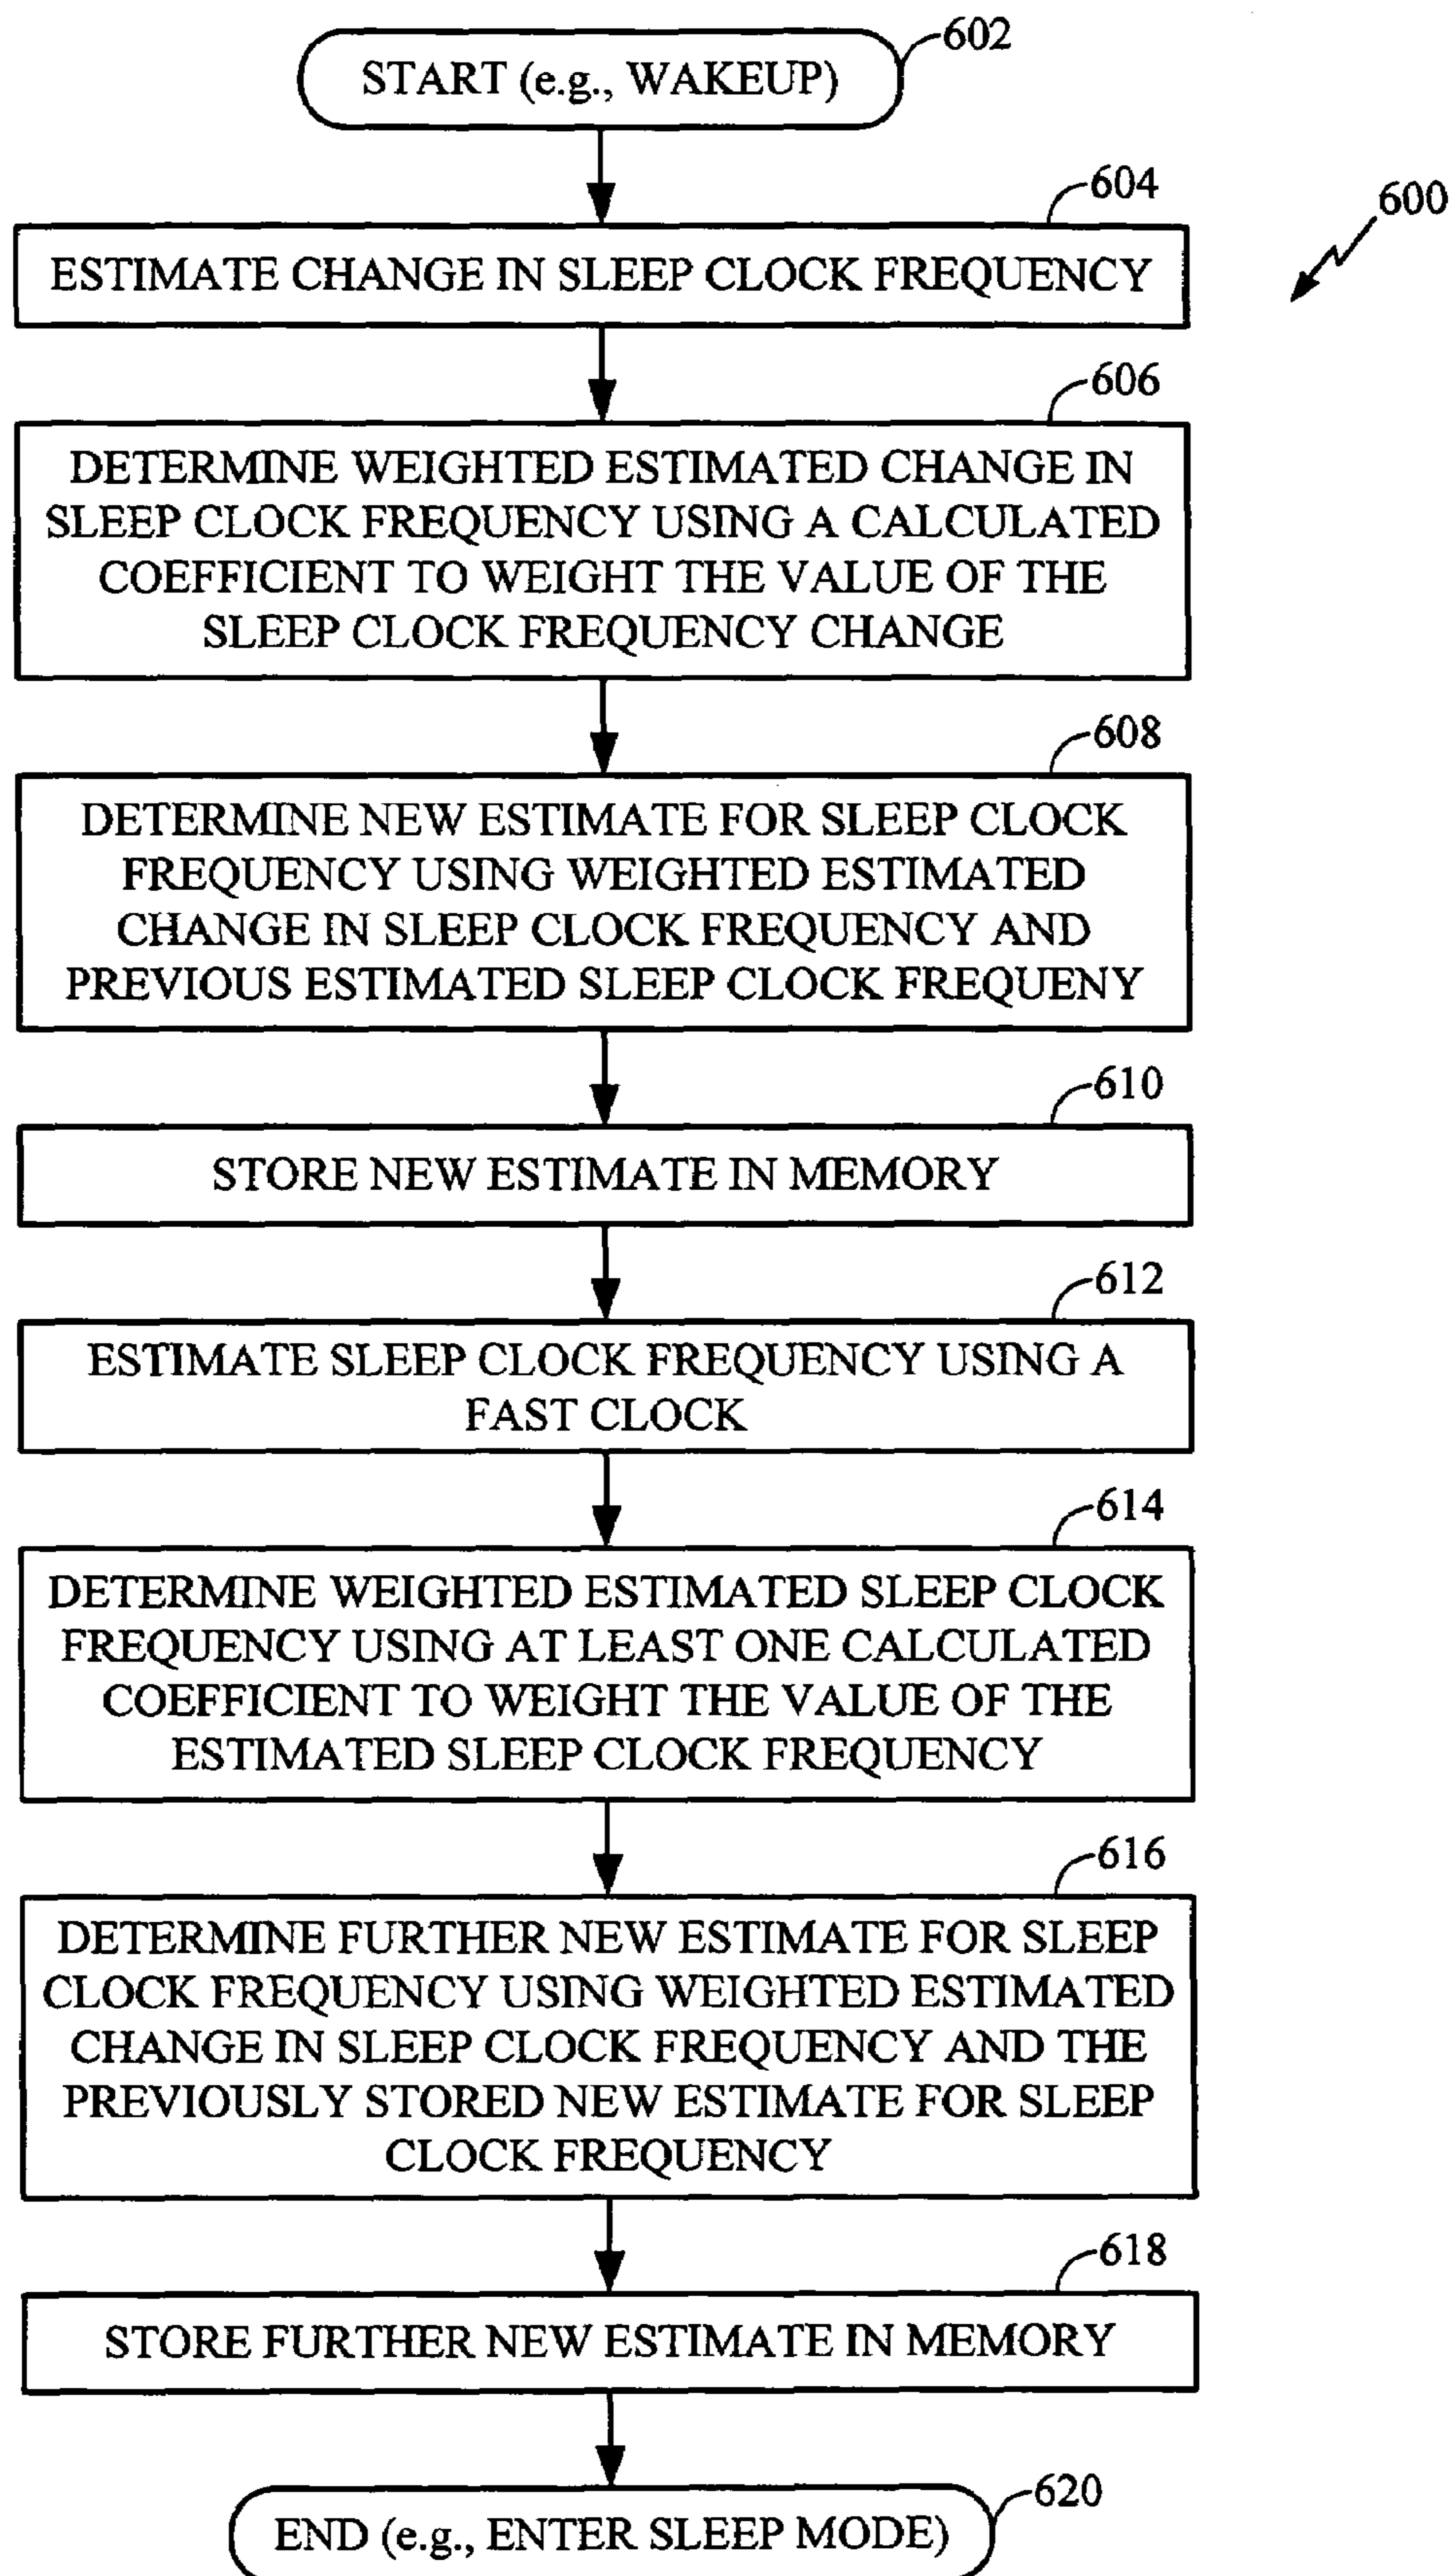 602
START (e.g., WAKEUP)
604
600
ESTIMATE CHANGE IN SLEEP CLOCK FREQUENCY
606
DETERMINE WEIGHTED ESTIMATED CHANGE IN
SLEEP CLOCK FREQUENCY USING A CALCULATED
COEFFICIENT TO WEIGHT THE VALUE OF THE
SLEEP CLOCK FREQUENCY CHANGE
608
DETERMINE NEW ESTIMATE FOR SLEEP CLOCK
FREQUENCY USING WEIGHTED ESTIMATED
CHANGE IN SLEEP CLOCK FREQUENCY AND
PREVIOUS ESTIMATED SLEEP CLOCK FREQUENY
610
STORE NEW ESTIMATE IN MEMORY
612
ESTIMATE SLEEP CLOCK FREQUENCY USING A
FAST CLOCK
614
DETERMINE WEIGHTED ESTIMATED SLEEP CLOCK
FREQUENCY USING AT LEAST ONE CALCULATED
COEFFICIENT TO WEIGHT THE VALUE OF THE
ESTIMATED SLEEP CLOCK FREQUENCY
616
DETERMINE FURTHER NEW ESTIMATE FOR SLEEP
CLOCK FREQUENCY USING WEIGHTED ESTIMATED
CHANGE IN SLEEP CLOCK FREQUENCY AND THE
PREVIOUSLY STORED NEW ESTIMATE FOR SLEEP
CLOCK FREQUENCY
618
STORE FURTHER NEW ESTIMATE IN MEMORY
620
END (e.g., ENTER SLEEP MODE)